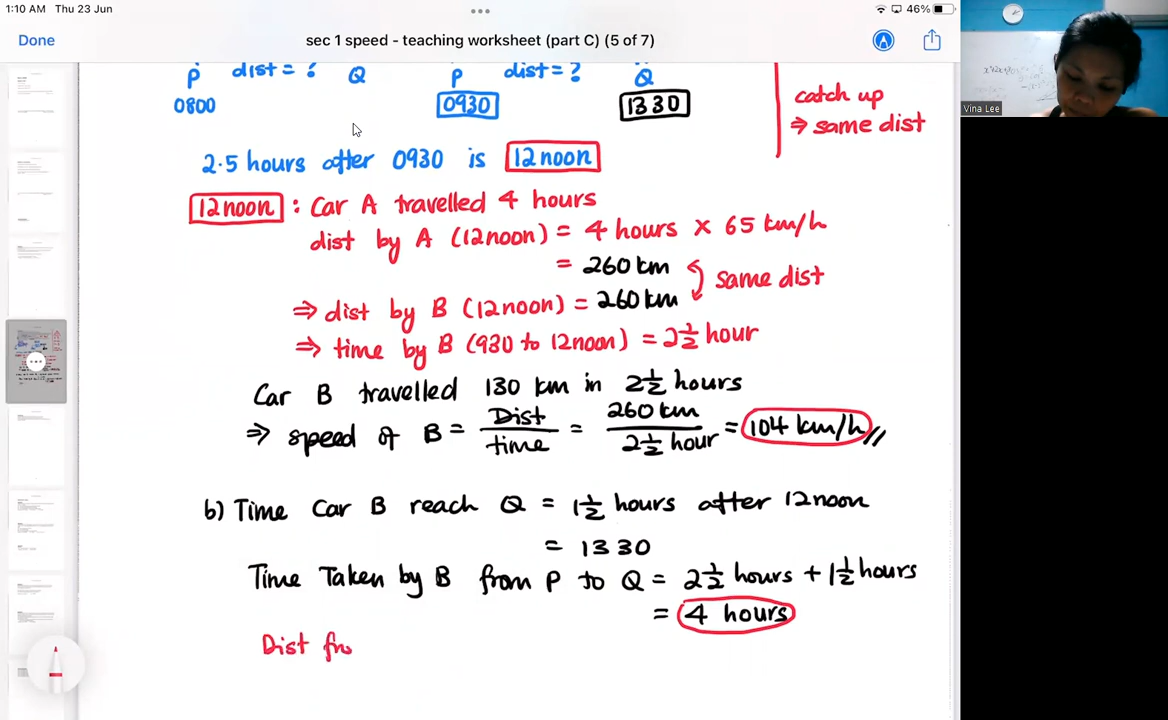 1:10 AM Thu 23 Jun
46%
Done
sec 1 speed - teaching worksheet (part C) (5 of 7)
P dist = ? Q P dist = ? Q
0800 0930 1330
catch up
⇒ same dist
2.5 hours after 0930 is 12noon
12noon : Car A travelled 4 hours
dist by A (12noon) = 4 hours × 65 km/h
= 260 km
same dist
⇒ dist by B (12noon) = 260 km
⇒ time by B (930 to 12noon) = 2½ hour
Car B travelled 130 km in 2½ hours
⇒ speed of B = Dist/time = 260 km/2½ hour = 104 km/h //
b) Time Car B reach Q = 1½ hours after 12noon
= 1330
Time Taken by B from P to Q = 2½ hours + 1½ hours
= 4 hours
Dist fro
Vina Lee